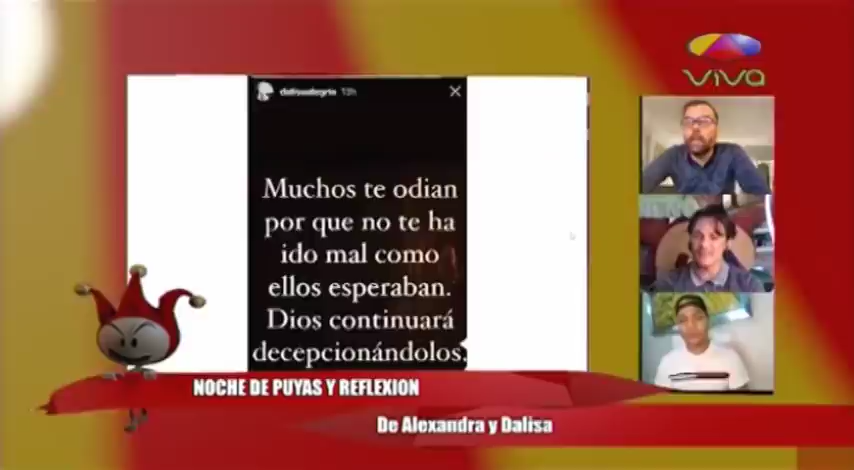 VIVA
dalisaalegria 13h
Muchos te odian
por que no te ha
ido mal como
ellos esperaban.
Dios continuará
decepcionándolos.
NOCHE DE PUYAS Y REFLEXION
De Alexandra y Dalisa